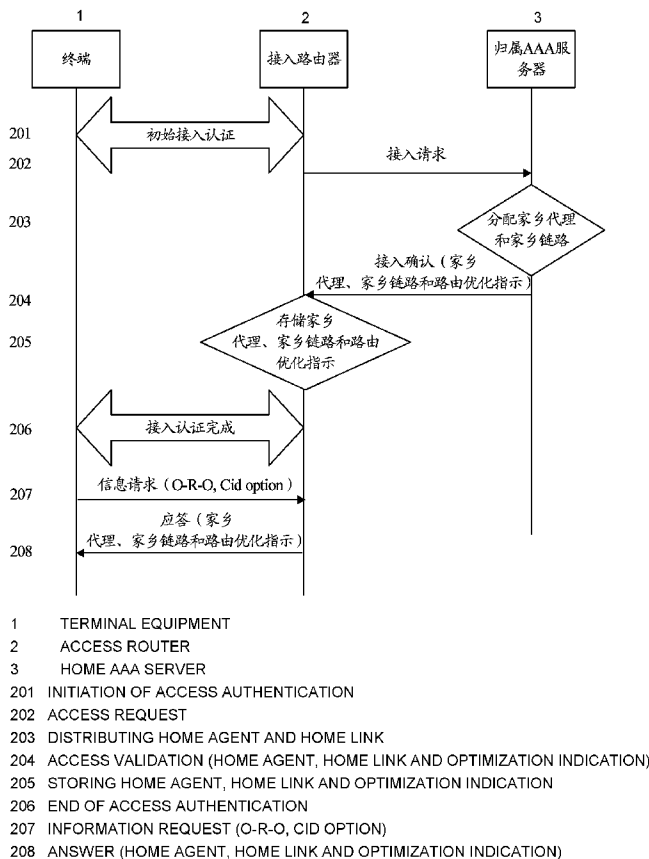 1 2 3
终端 接入路由器 归属AAA服
务器
201 初始接入认证
202 接入请求
203 分配家乡代理
和家乡链路
接入确认(家乡
代理、家乡链路和路由优化指示)
204
存储家乡
205 代理、家乡链路和路由
优化指示
206 接入认证完成
207 信息请求(O-R-O, Cid option)
应答(家乡
208 代理、家乡链路和路由优化指示)
1 TERMINAL EQUIPMENT
2 ACCESS ROUTER
3 HOME AAA SERVER
201 INITIATION OF ACCESS AUTHENTICATION
202 ACCESS REQUEST
203 DISTRIBUTING HOME AGENT AND HOME LINK
204 ACCESS VALIDATION (HOME AGENT, HOME LINK AND OPTIMIZATION INDICATION)
205 STORING HOME AGENT, HOME LINK AND OPTIMIZATION INDICATION
206 END OF ACCESS AUTHENTICATION
207 INFORMATION REQUEST (O-R-O, CID OPTION)
208 ANSWER (HOME AGENT, HOME LINK AND OPTIMIZATION INDICATION)